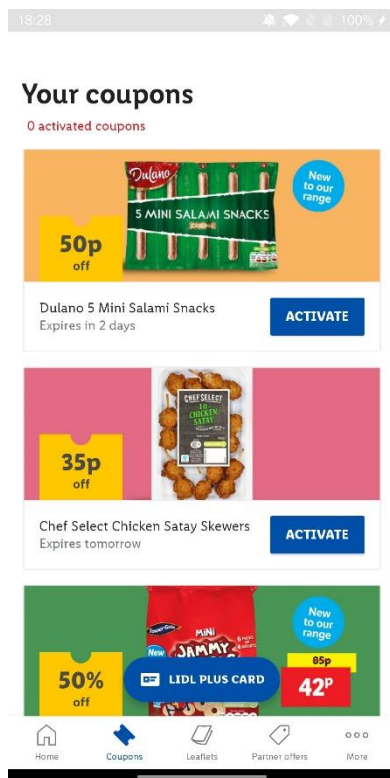 18:28
100%
Your coupons
0 activated coupons
Dulano
5 MINI SALAMI SNACKS
New
to our
range
50p
off
Dulano 5 Mini Salami Snacks
Expires in 2 days
ACTIVATE
CHEF SELECT
10
CHICKEN
SATAY
35p
off
Chef Select Chicken Satay Skewers
Expires tomorrow
ACTIVATE
MINI
New
JAMMY
New
to our
range
85p
42P
50%
off
LIDL PLUS CARD
Home
Coupons
Leaflets
Partner offers
More